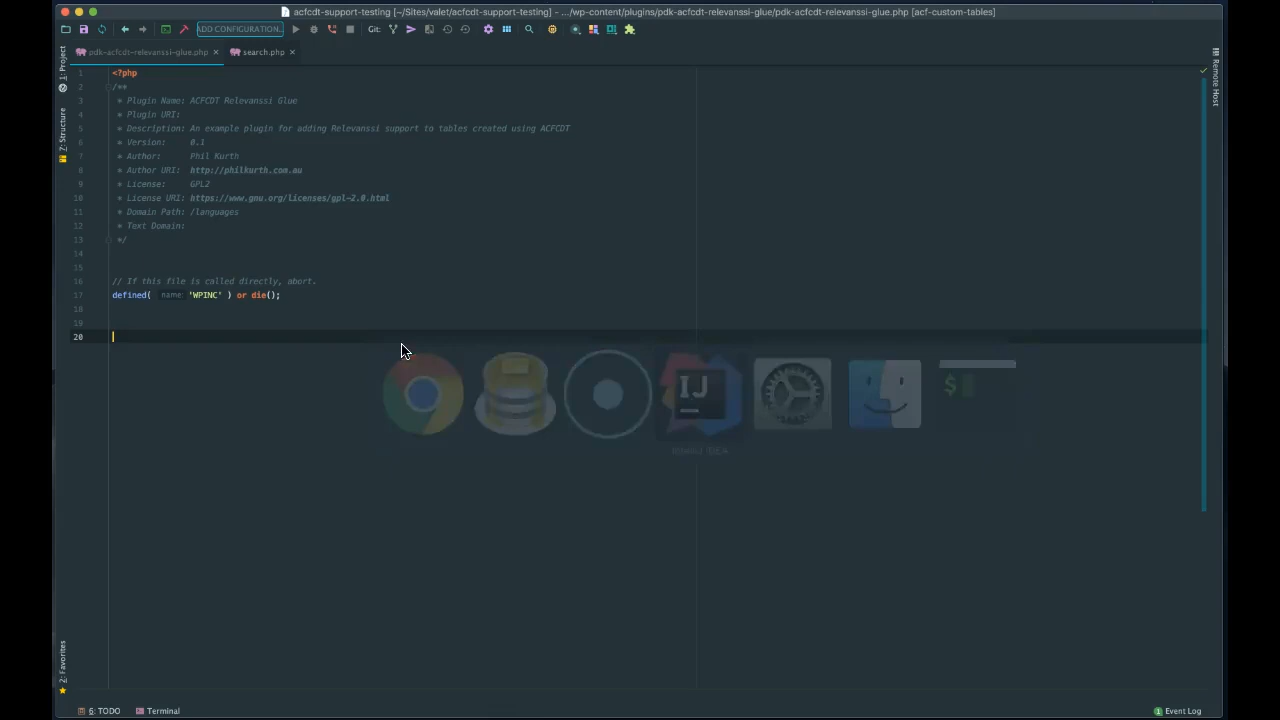 acfcdt-support-testing [~/Sites/valet/acfcdt-support-testing] - .../wp-content/plugins/pdk-acfcdt-relevanssi-glue/pdk-acfcdt-relevanssi-glue.php [acf-custom-tables]
ADD CONFIGURATION...
Git:
pdk-acfcdt-relevanssi-glue.php
search.php
1: Project
7: Structure
2: Favorites
Remote Host
1 <?php
2 /**
3 * Plugin Name: ACFCDT Relevanssi Glue
4 * Plugin URI:
5 * Description: An example plugin for adding Relevanssi support to tables created using ACFCDT
6 * Version: 0.1
7 * Author: Phil Kurth
8 * Author URI: http://philkurth.com.au
9 * License: GPL2
10 * License URI: https://www.gnu.org/licenses/gpl-2.0.html
11 * Domain Path: /languages
12 * Text Domain:
13 */
14
15
16 // If this file is called directly, abort.
17 defined( name: 'WPINC' ) or die();
18
19
20
IJ
$
IntelliJ IDEA
6: TODO
Terminal
1 Event Log